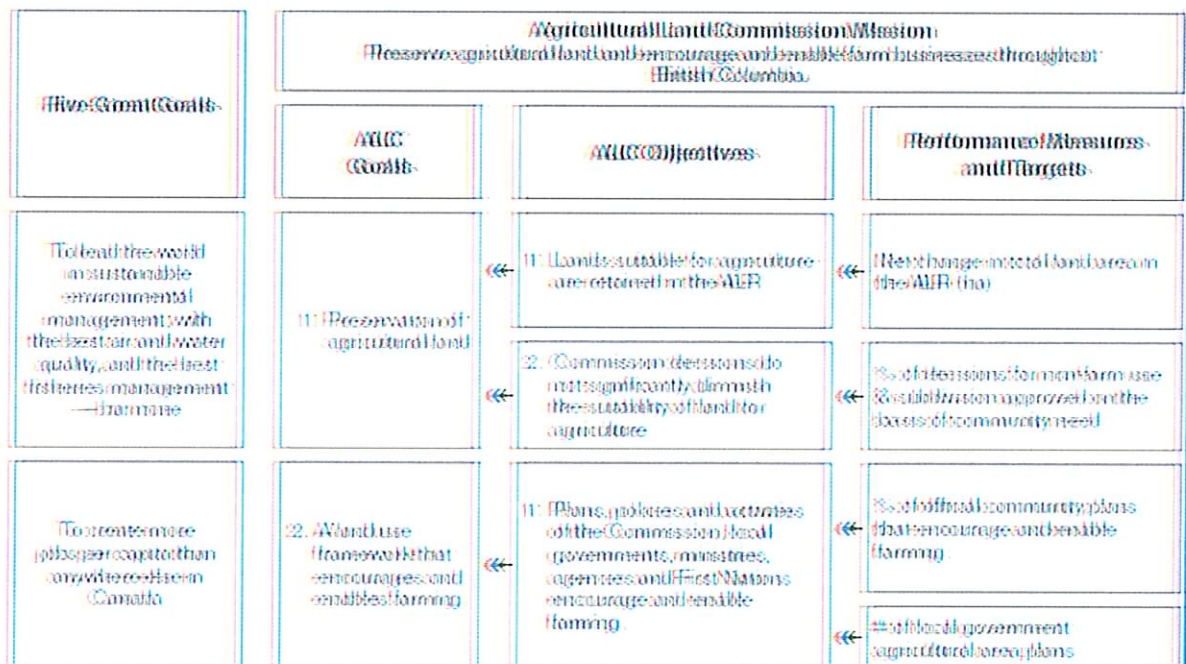 Agricultural Land Commission Mission
Preserve agricultural land and encourage and enable farm businesses throughout
British Columbia.
Five Great Goals
ALC
Goals
ALC Objectives
Performance Measures
and Targets
To lead the world
in sustainable
environmental
management, with
the best air and water
quality, and the best
fisheries management
— bar none
1. Preservation of
agricultural land
1. Lands suitable for agriculture
are retained in the ALR
Net change in total land area in
the ALR (ha)
2. Commission decisions do
not significantly diminish
the suitability of land for
agriculture
% of decisions for non-farm use
& subdivision approved on the
basis of community need
To create more
jobs per capita than
anywhere else in
Canada
2. A land use
framework that
encourages and
enables farming
1. Plans, policies and activities
of the Commission, local
governments, ministries,
agencies and First Nations
encourage and enable
farming
% of official community plans
that encourage and enable
farming
# of local government
agricultural area plans